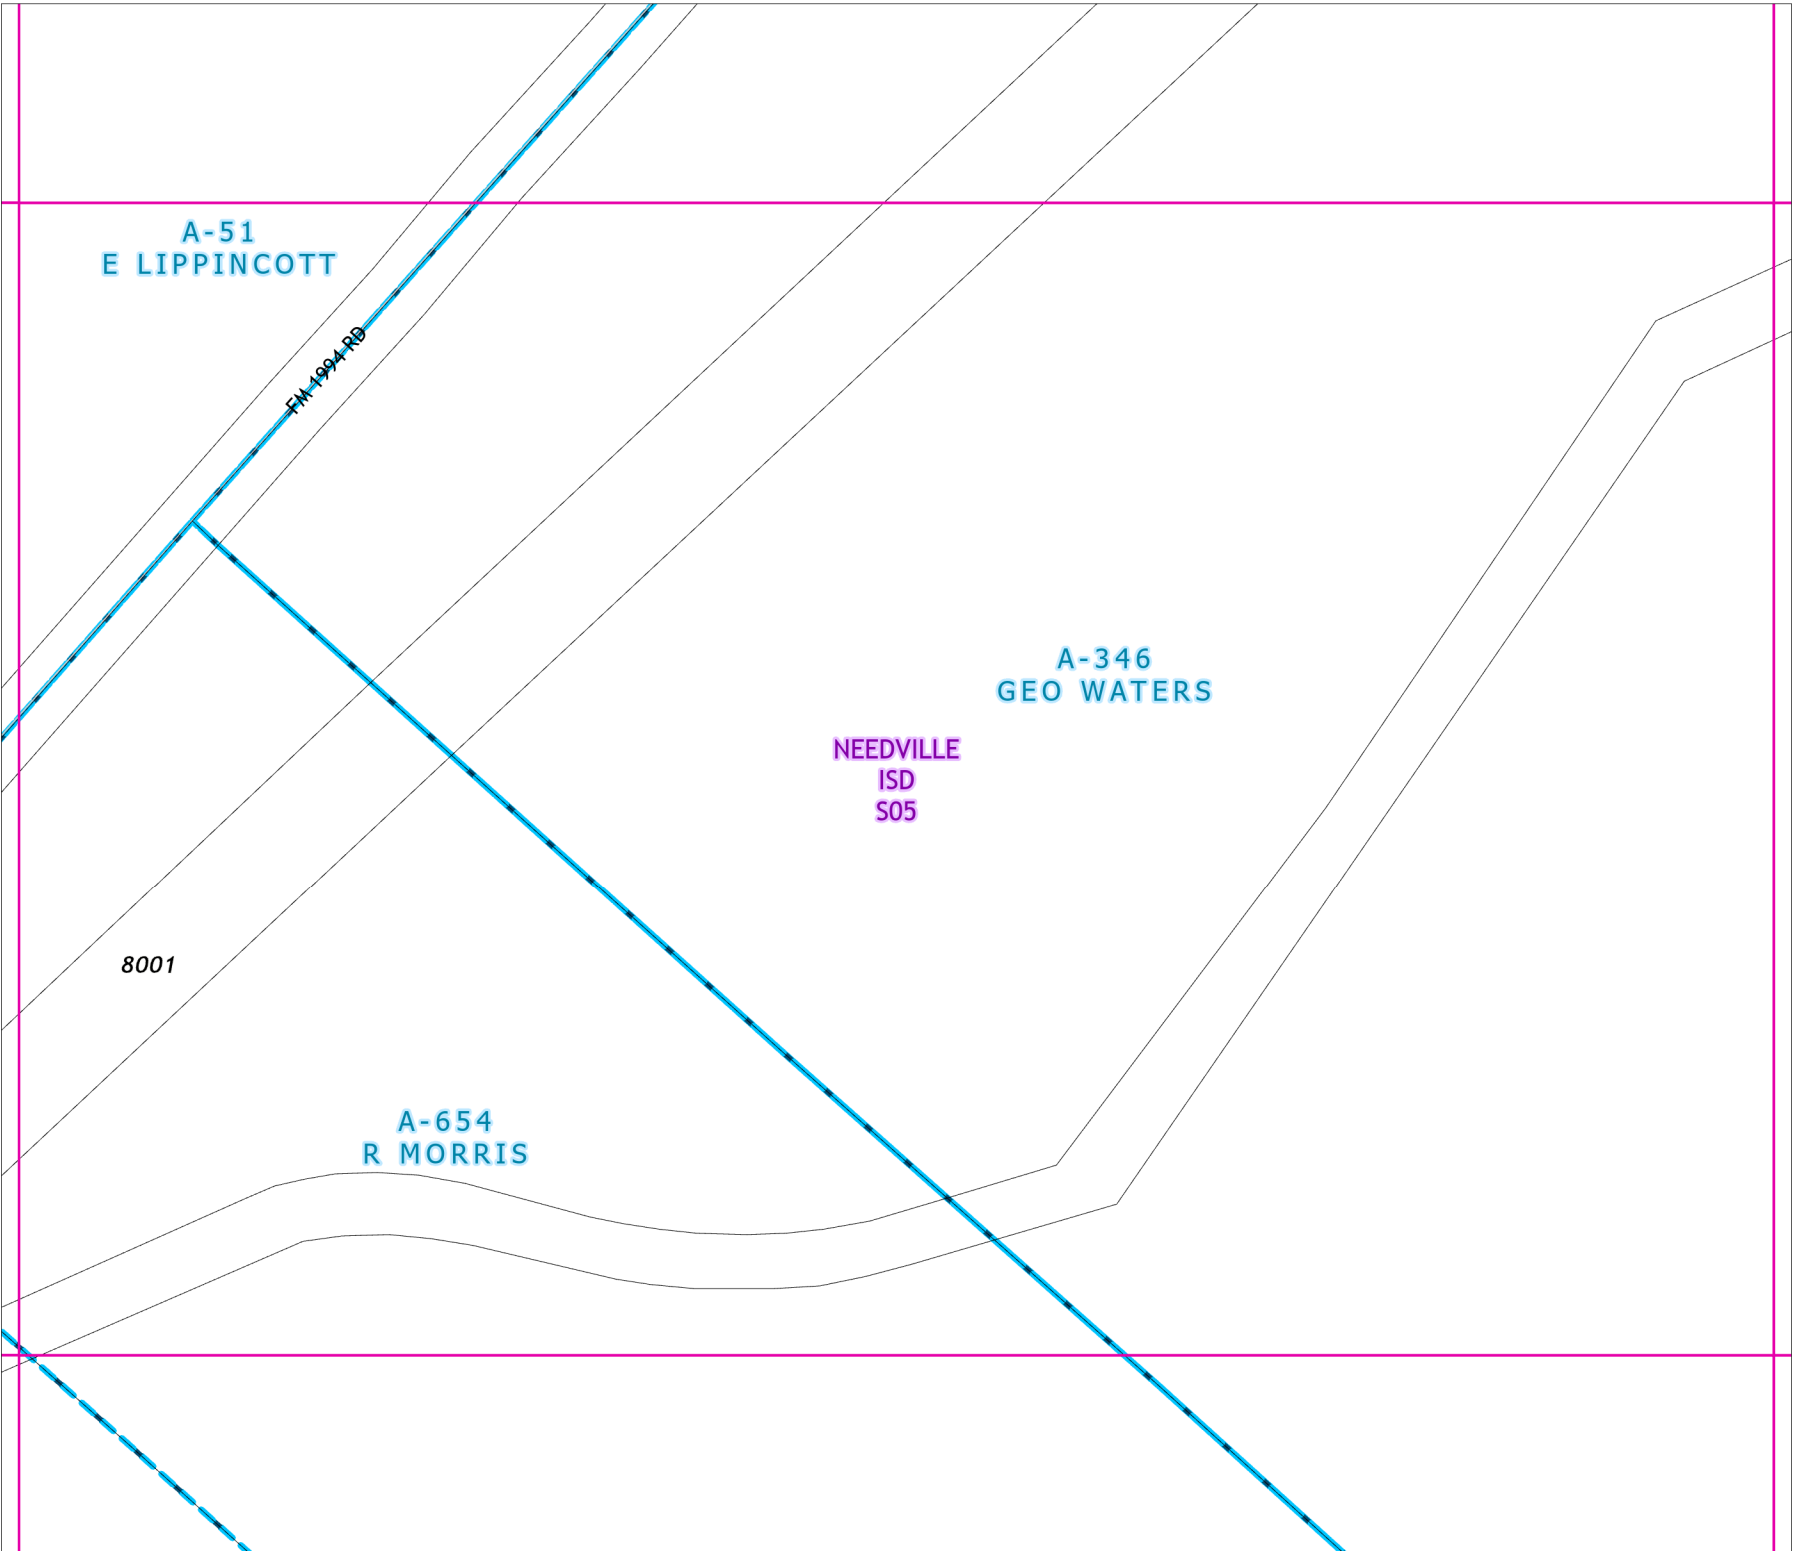 A-51
E LIPPINCOTT
FM 1994 RD
A-346
GEO WATERS
NEEDVILLE
ISD
S05
8001
A-654
R MORRIS